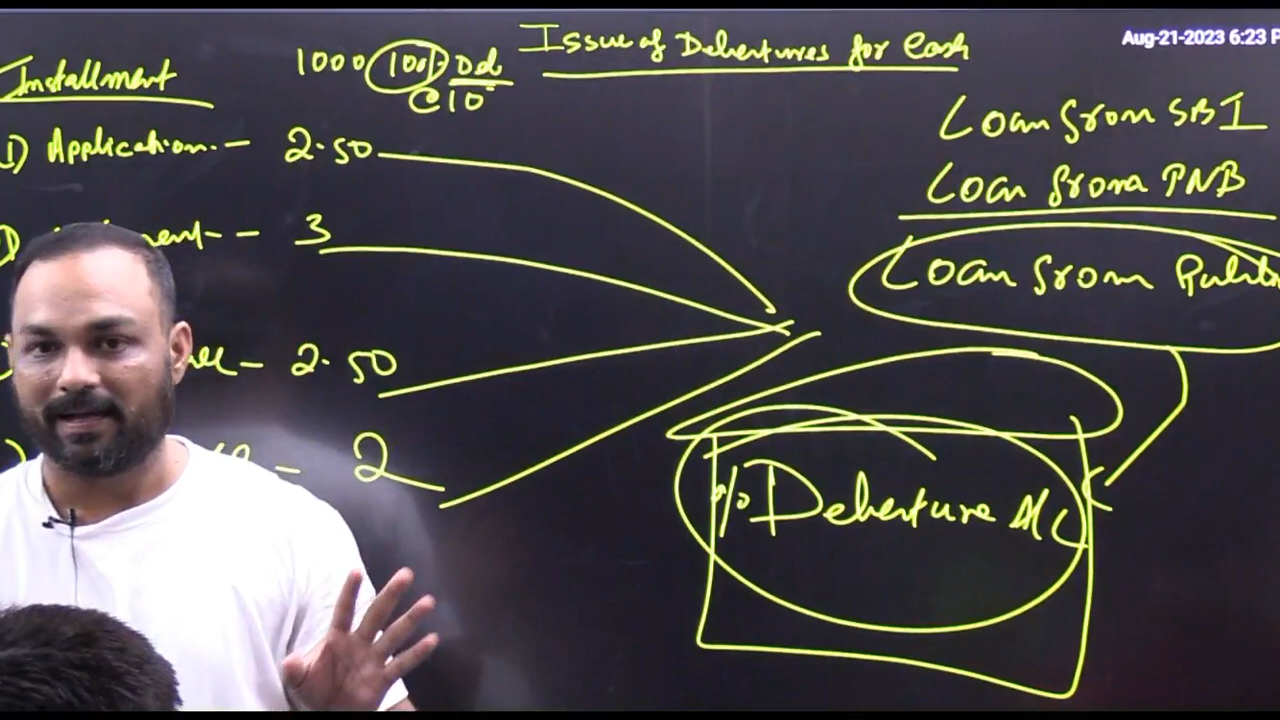 Issue of Debentures for Cash
Aug-21-2023 6:23 P
Installment
1000 10% Deb
@10
1) Application - 2.50
- 3
- 2.50
- 2
Loan from SBI
Loan from PNB
Loan from Public
% Debenture A/c